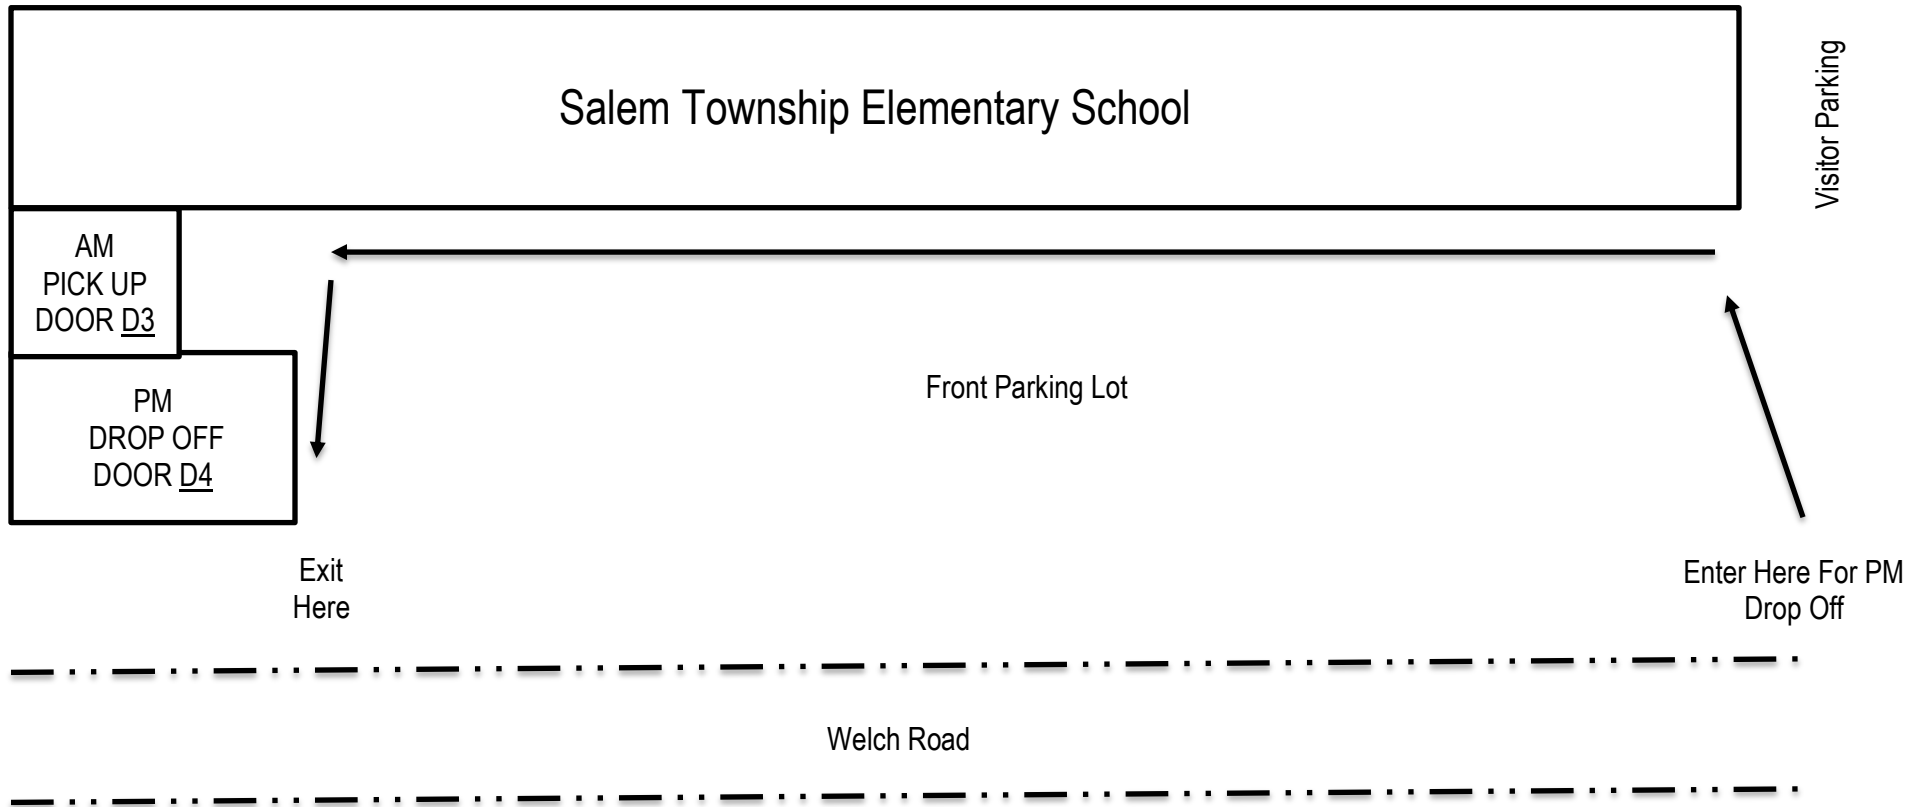 Salem Township Elementary School
Visitor Parking
AM
PICK UP
DOOR D3
PM
DROP OFF
DOOR D4
Front Parking Lot
Exit
Here
Enter Here For PM
Drop Off
Welch Road